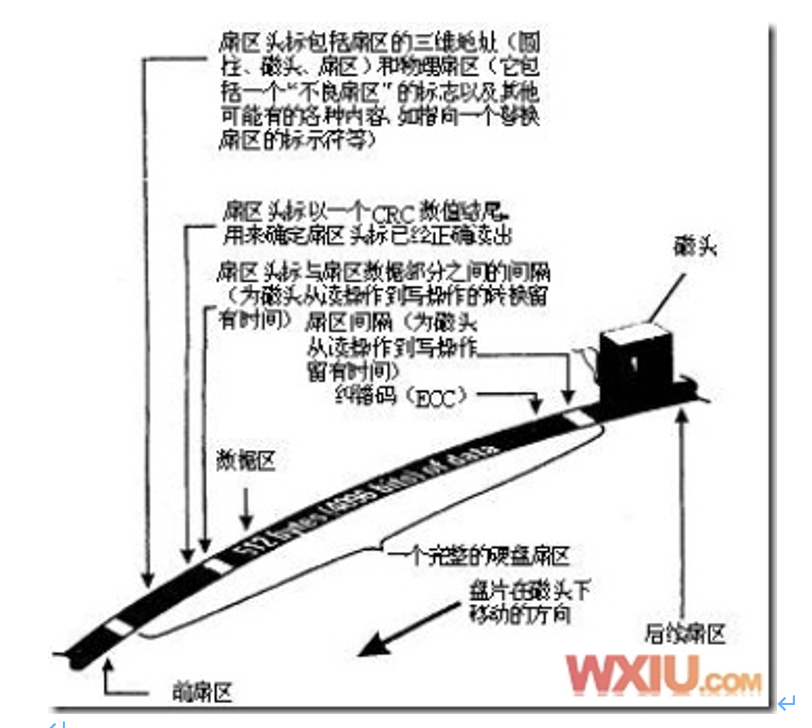 扇区头标包括扇区的三维地址（圆
柱、磁头、扇区）和物理扇区（它包
括一个“不良扇区”的标志以及其他
可能有的各种内容、如指向一个替换
扇区的标示符等）
扇区头标以一个CRC数值结尾。
用来确定扇区头标已经正确读出
扇区头标与扇区数据部分之间的间隔
（为磁头从读操作到写操作的转换留
有时间）
扇区间隔（为磁头
从读操作到写操作
留有时间）
纠错码（ECC）
磁头
数据区
512 bytes (4096 bits) of data
一个完整的硬盘扇区
盘片在磁头下
移动的方向
后续扇区
前扇区
WXIU.COM